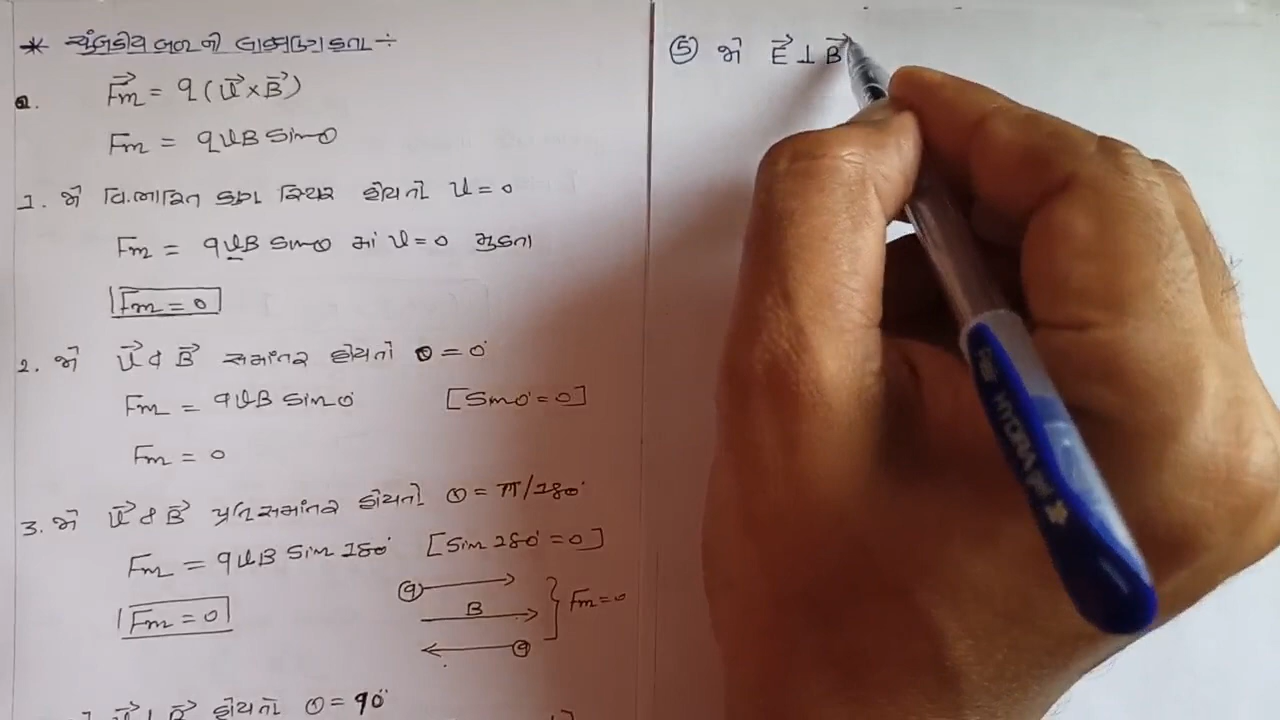 * ચુંબકીય બળ ની લાક્ષણિકતા ÷
F⃗m = q (v⃗ × B⃗)
Fm = qvB Sinθ
1. જો વિ.ભારિત કણ સ્થિર હોય તો v = 0
Fm = qvB Sinθ માં v = 0 મુકતા
Fm = 0
2. જો v⃗ & B⃗ સમાંતર હોય તો θ = 0°
Fm = qvB Sin0° [Sin0° = 0]
Fm = 0
3. જો v⃗ & B⃗ પ્રતિસમાંતર હોય તો θ = π/180°
Fm = qvB Sin 180° [Sin 180° = 0]
Fm = 0
q
B
q
} Fm = 0
v⃗ ⊥ B⃗ હોય તો θ = 90°
⑤ જો E⃗ ⊥ B⃗
HYDRA